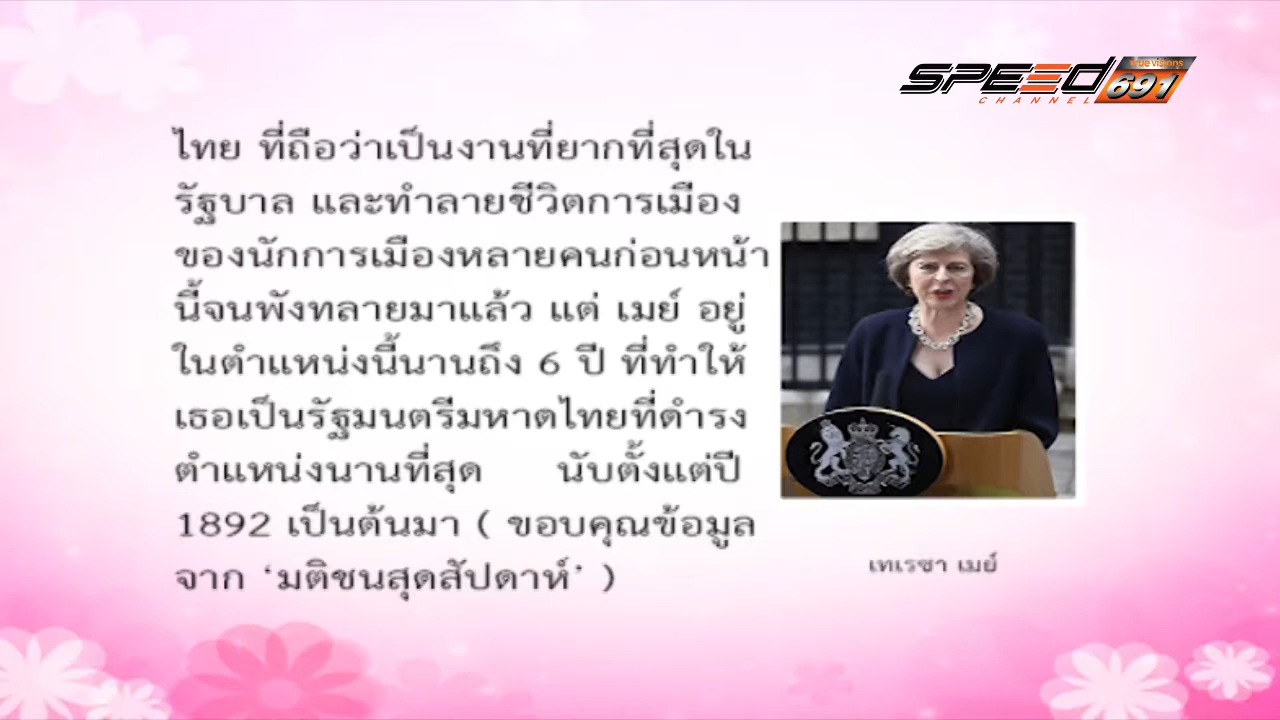 SPEED
CHANNEL
true visions
691
ไทย ที่ถือว่าเป็นงานที่ยากที่สุดใน
รัฐบาล และทำลายชีวิตการเมือง
ของนักการเมืองหลายคนก่อนหน้า
นี้จนพังทลายมาแล้ว แต่ เมย์ อยู่
ในตำแหน่งนี้นานถึง 6 ปี ที่ทำให้
เธอเป็นรัฐมนตรีมหาดไทยที่ดำรง
ตำแหน่งนานที่สุด นับตั้งแต่ปี
1892 เป็นต้นมา ( ขอบคุณข้อมูล
จาก ‘มติชนสุดสัปดาห์’ )
เทเรซา เมย์